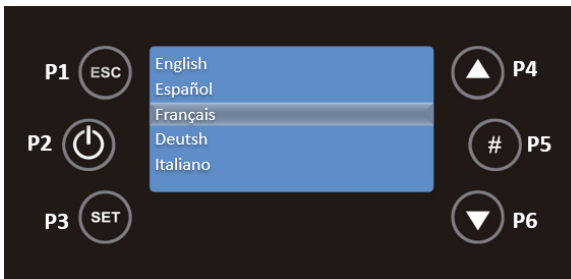 P1 ESC
English
Español
Français
Deutsh
Italiano
P4
P2
# P5
P3 SET
P6